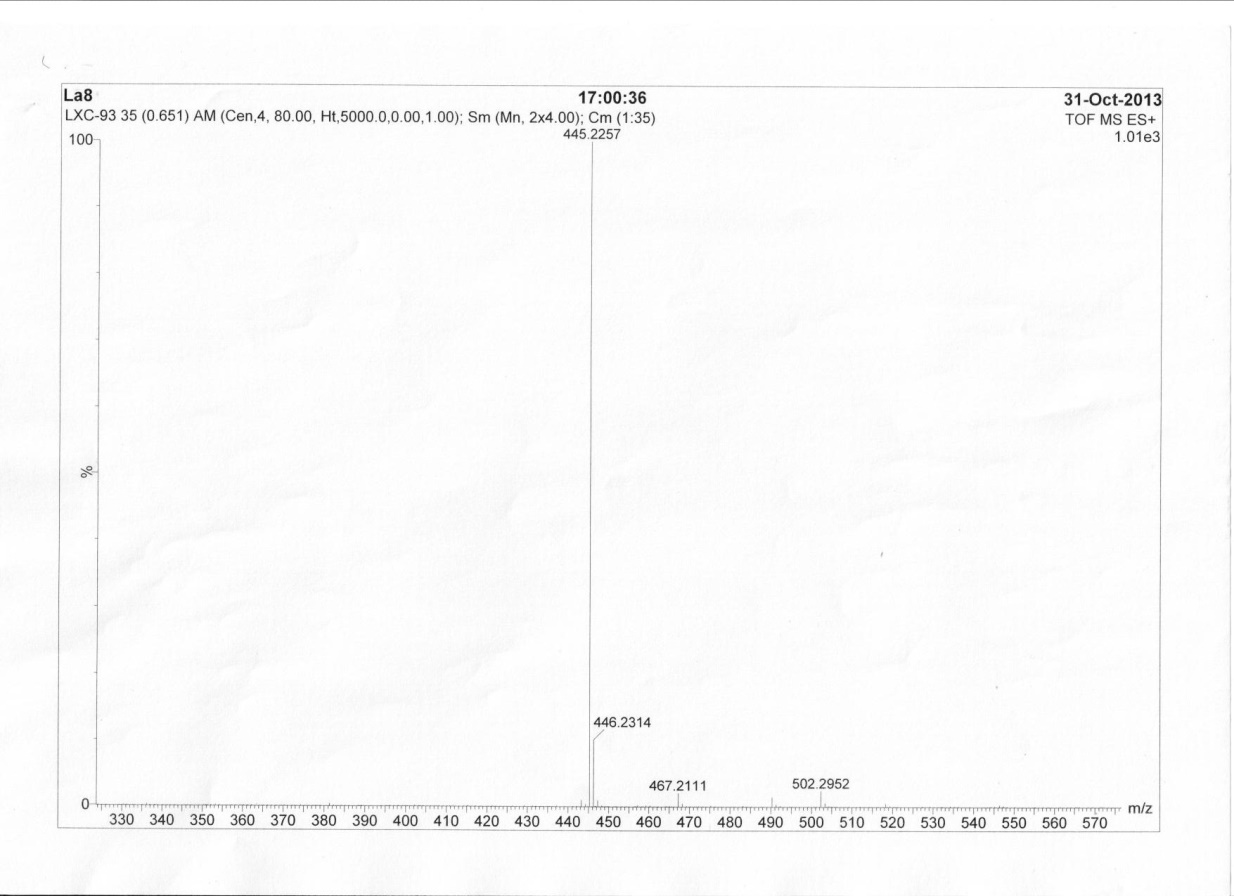 La8 17:00:36 31-Oct-2013
LXC-93 35 (0.651) AM (Cen,4, 80.00, Ht,5000.0,0.00,1.00); Sm (Mn, 2x4.00); Cm (1:35) TOF MS ES+
1.01e3
445.2257
100
%
446.2314
467.2111
502.2952
0
m/z
330 340 350 360 370 380 390 400 410 420 430 440 450 460 470 480 490 500 510 520 530 540 550 560 570